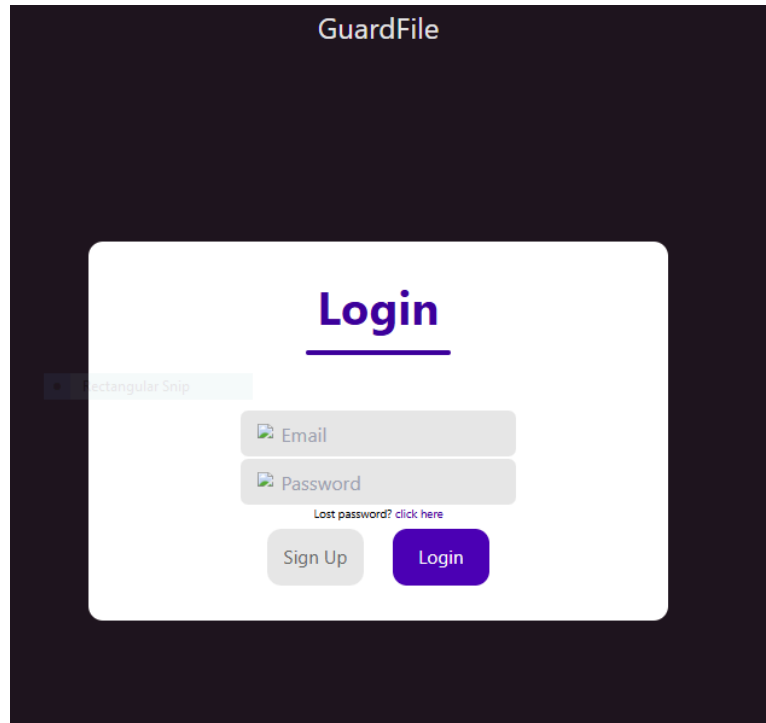 GuardFile
Login
Rectangular Snip
Email
Password
Lost password? click here
Sign Up
Login